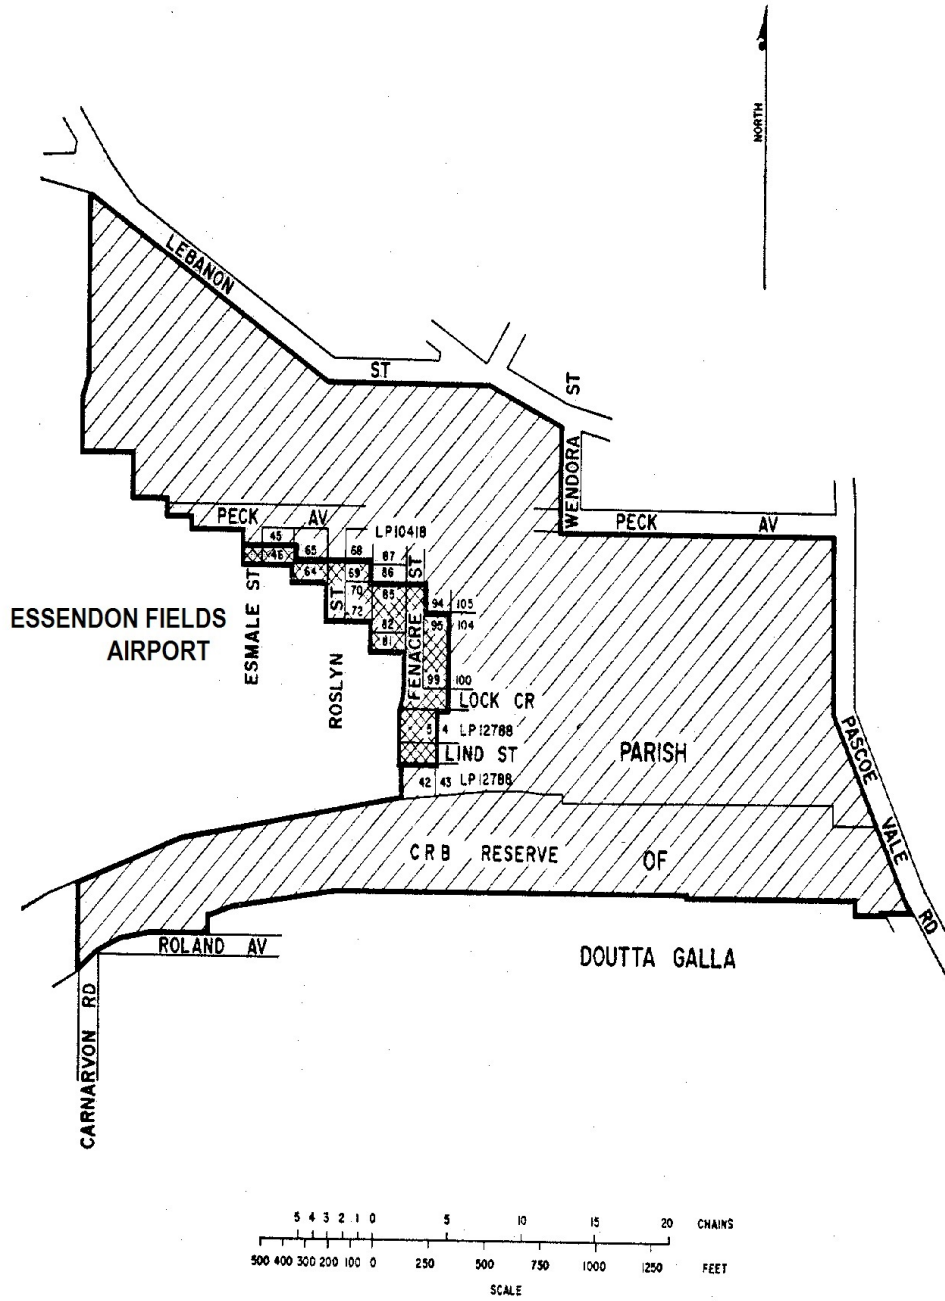 NORTH
LEBANON
ST
ST
WENDORA
PECK AV
LP10418
PECK AV
45
65
68
87
46
64
69
86
ST
70
85
94
105
72
82
95
104
81
ESSENDON FIELDS
AIRPORT
ESMALE ST
ROSLYN ST
FENACRE
99
100
LOCK CR
5
4
LP12788
LIND ST
42
43
LP12788
PARISH
PASCOE VALE RD
CRB RESERVE
OF
ROLAND AV
DOUTTA GALLA
CARNARVON RD
5 4 3 2 1 0 5 10 15 20 CHAINS
500 400 300 200 100 0 250 500 750 1000 1250 FEET
SCALE